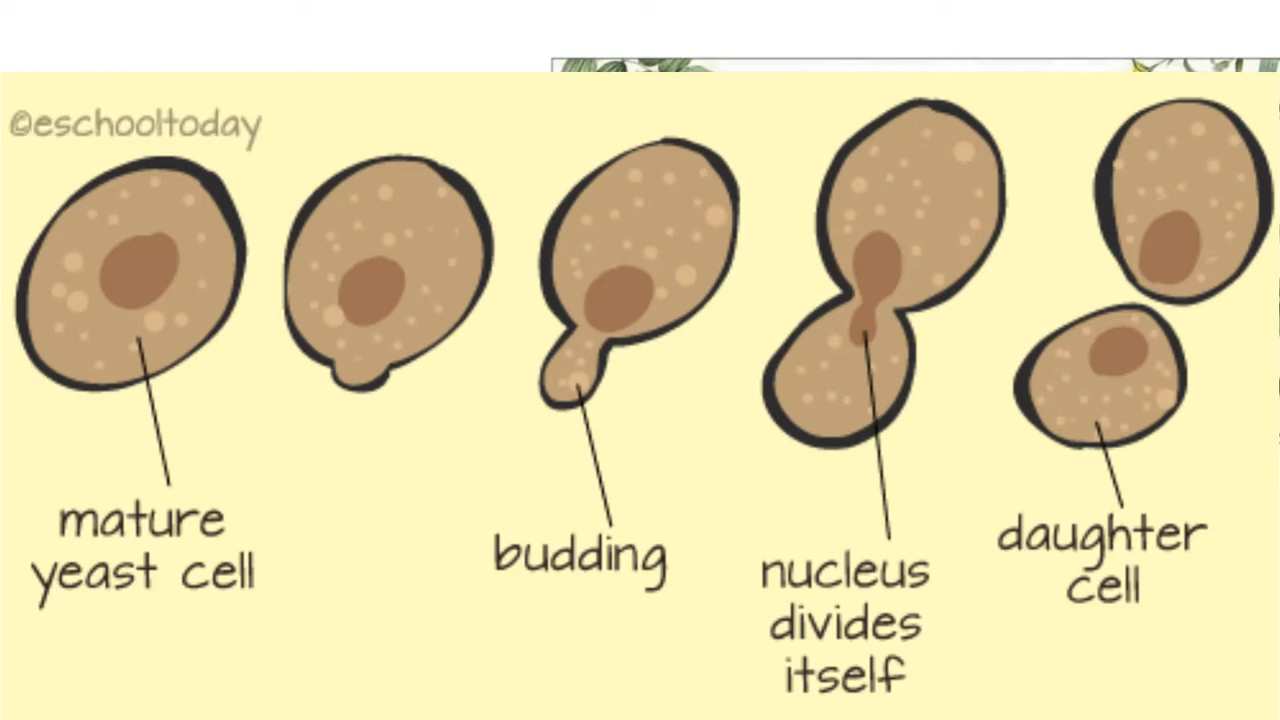 ©eschooltoday
mature
yeast cell
budding
nucleus
divides
itself
daughter
cell